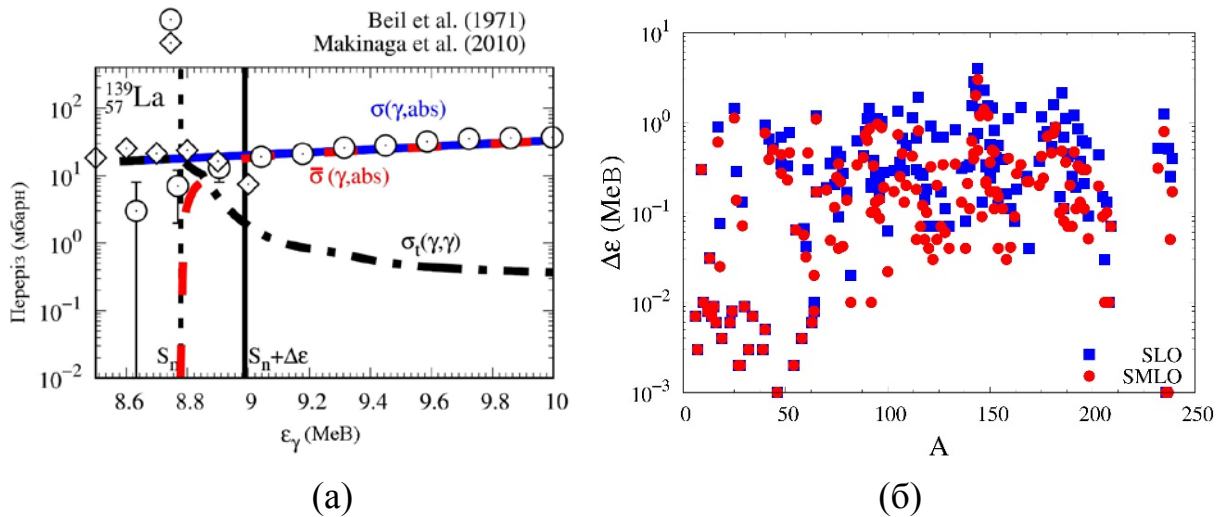 Beil et al. (1971)
Makinaga et al. (2010)
139
57La
σ(γ,abs)
σ̄(γ,abs)
σt(γ,γ)
Sn
Sn+Δε
Переріз (мбарн)
10²
10¹
10⁰
10⁻¹
10⁻²
8.6 8.8 9 9.2 9.4 9.6 9.8 10
εγ (МеВ)
(а)
Δε (МеВ)
10¹
10⁰
10⁻¹
10⁻²
10⁻³
SLO
SMLO
0 50 100 150 200 250
A
(б)